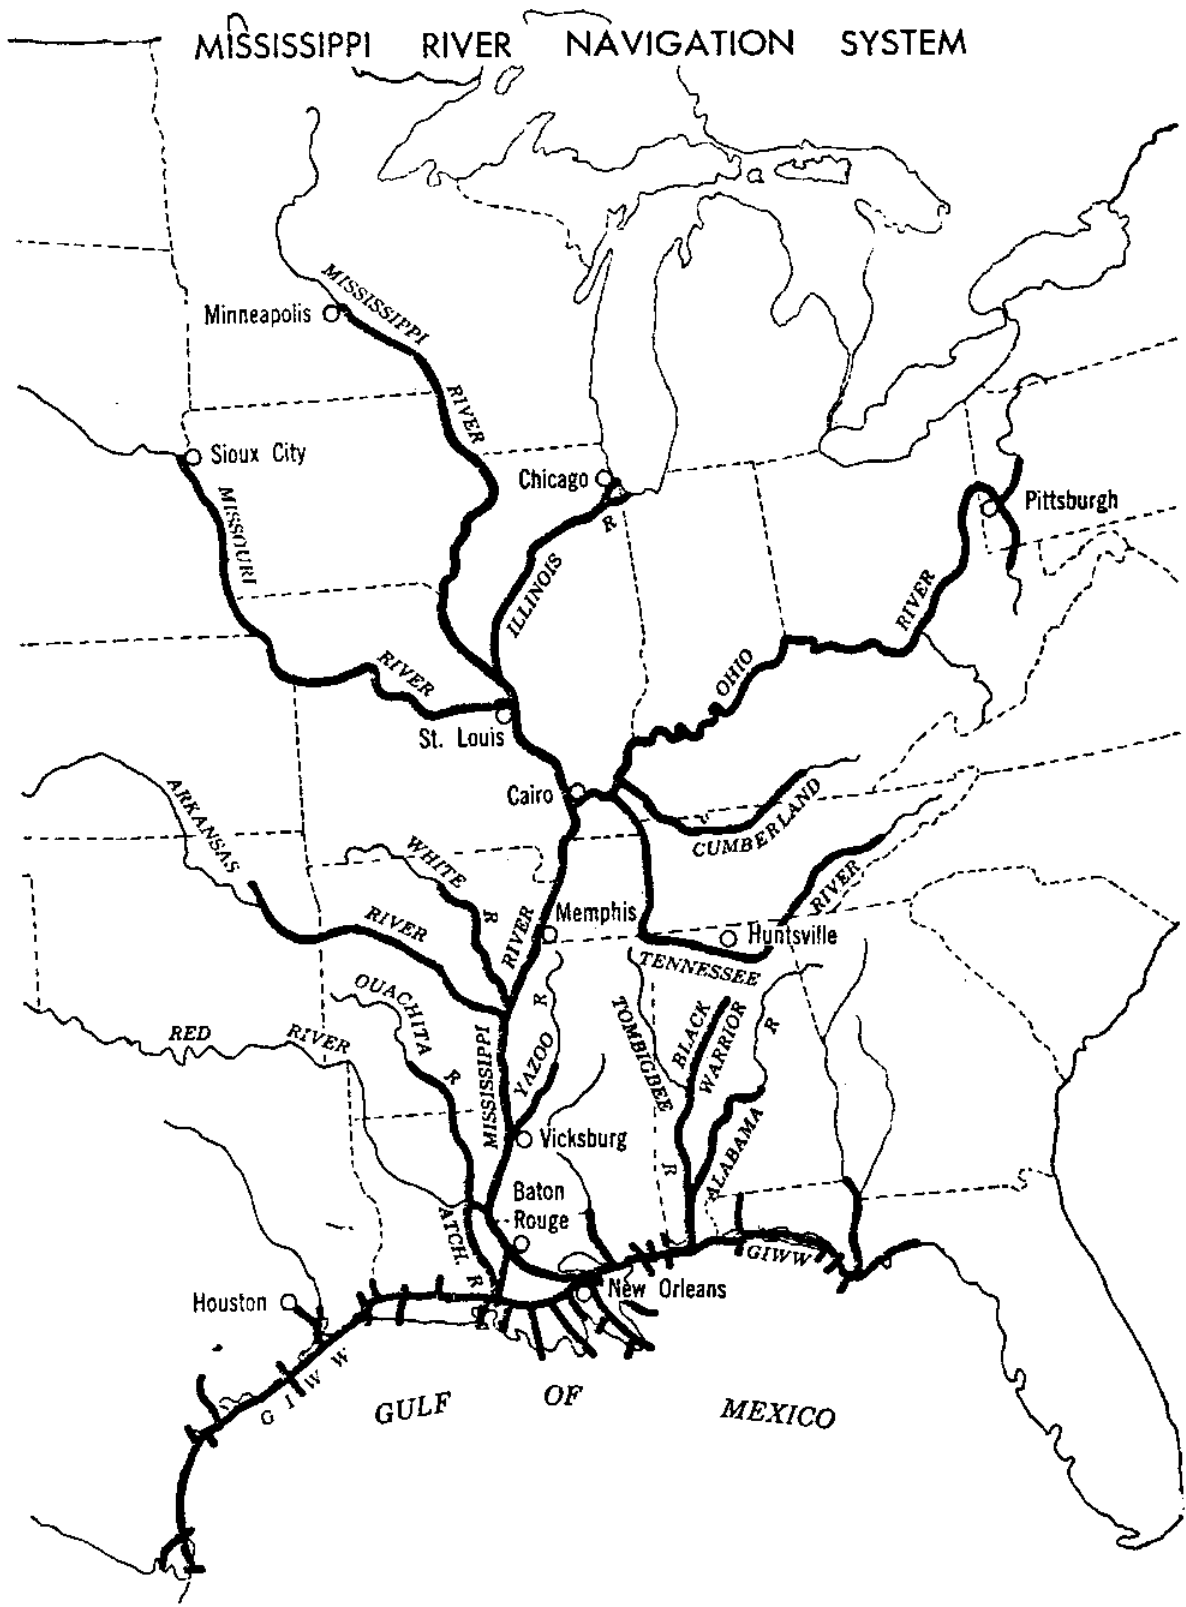 MISSISSIPPI RIVER NAVIGATION SYSTEM
MISSISSIPPI
RIVER
Minneapolis
Sioux City
Chicago
MISSOURI
RIVER
ILLINOIS
R
Pittsburgh
OHIO
RIVER
St. Louis
Cairo
ARKANSAS
RIVER
WHITE
R
CUMBERLAND
RIVER
Memphis
Huntsville
TENNESSEE
RIVER
OUACHITA
R
RED
RIVER
MISSISSIPPI
YAZOO
R
TOMBIGBEE
R
BLACK
WARRIOR
R
ALABAMA
Vicksburg
Baton
Rouge
ATCH.
R
GIWW
New Orleans
Houston
G I W W
GULF OF MEXICO